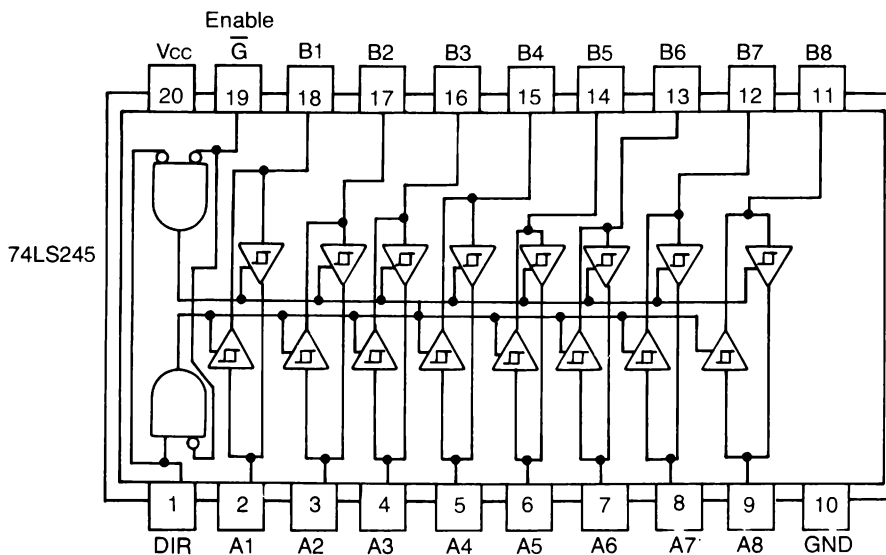 Enable
Vcc G B1 B2 B3 B4 B5 B6 B7 B8
20 19 18 17 16 15 14 13 12 11
74LS245
1 2 3 4 5 6 7 8 9 10
DIR A1 A2 A3 A4 A5 A6 A7 A8 GND